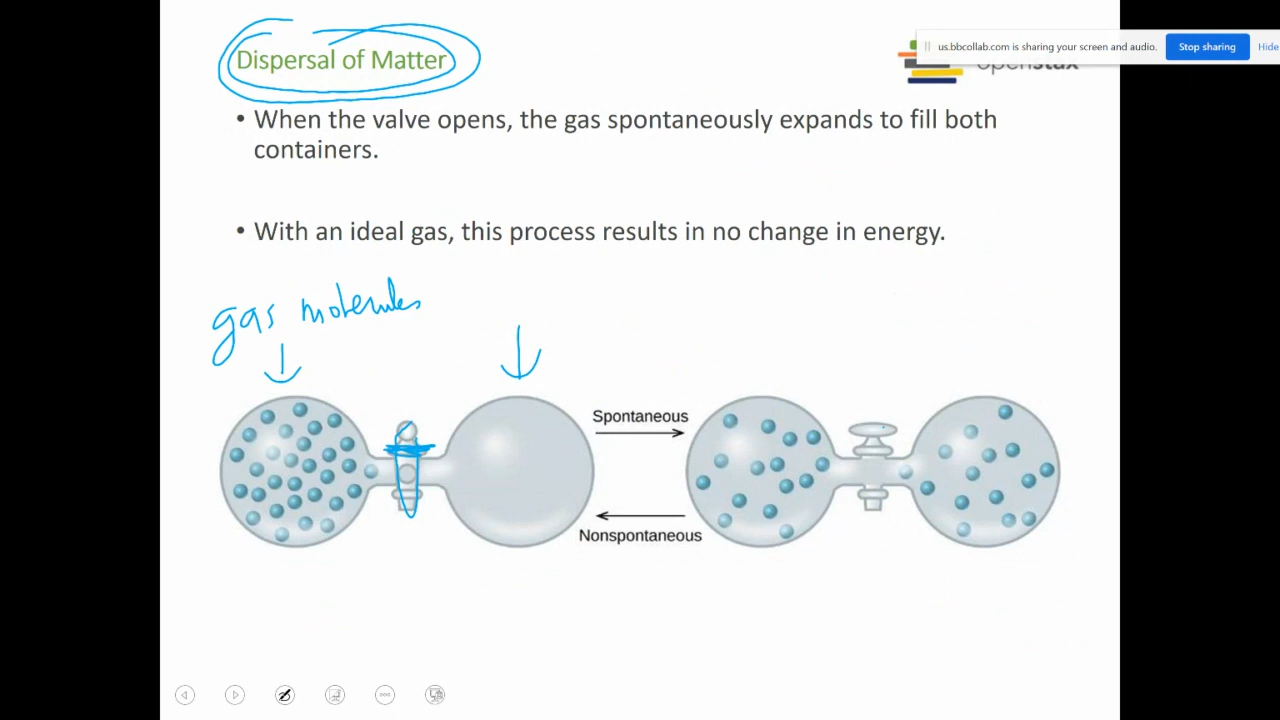 Dispersal of Matter
us.bbcollab.com is sharing your screen and audio. Stop sharing Hide
openstax
• When the valve opens, the gas spontaneously expands to fill both
containers.
• With an ideal gas, this process results in no change in energy.
gas molecules
Spontaneous
Nonspontaneous